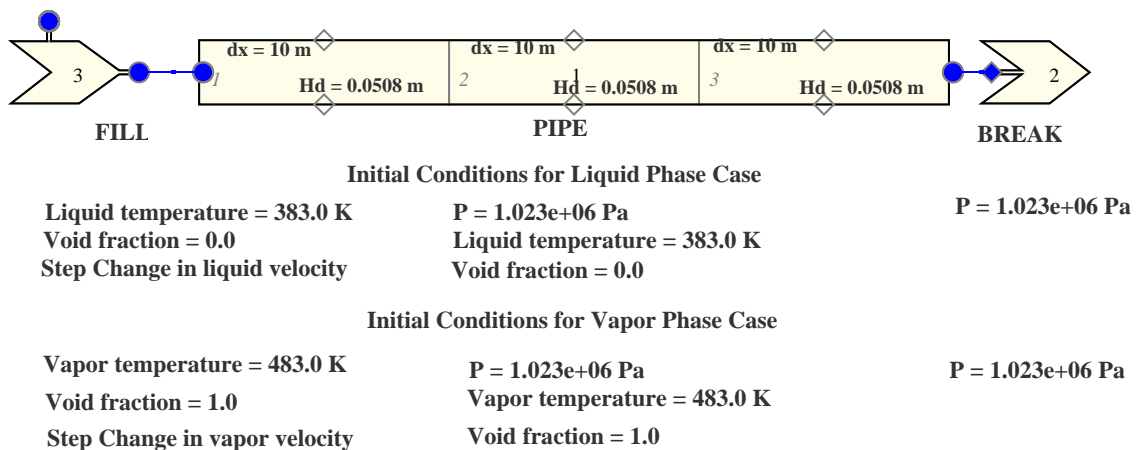 dx = 10 m dx = 10 m dx = 10 m
3 1 2 1 3 2
Hd = 0.0508 m Hd = 0.0508 m Hd = 0.0508 m
FILL PIPE BREAK
Initial Conditions for Liquid Phase Case
Liquid temperature = 383.0 K P = 1.023e+06 Pa P = 1.023e+06 Pa
Void fraction = 0.0 Liquid temperature = 383.0 K
Step Change in liquid velocity Void fraction = 0.0
Initial Conditions for Vapor Phase Case
Vapor temperature = 483.0 K P = 1.023e+06 Pa P = 1.023e+06 Pa
Void fraction = 1.0 Vapor temperature = 483.0 K
Step Change in vapor velocity Void fraction = 1.0